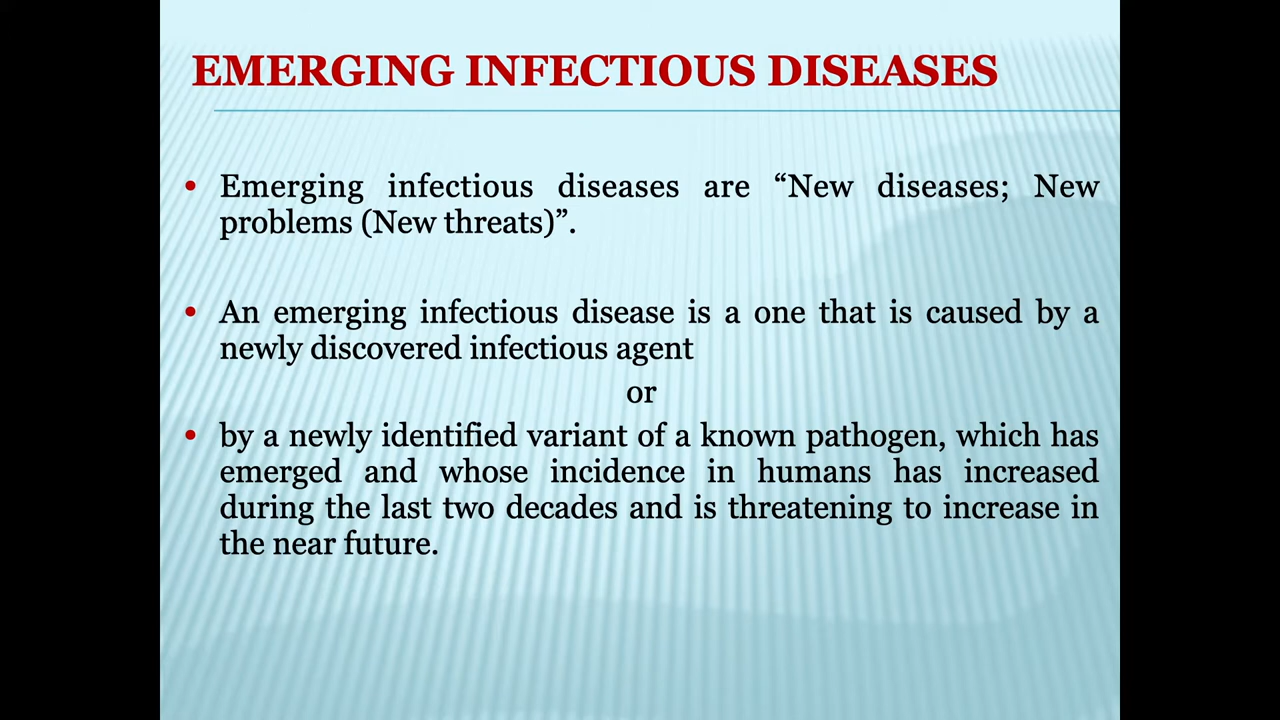 EMERGING INFECTIOUS DISEASES
• Emerging infectious diseases are “New diseases; New
problems (New threats)”.
• An emerging infectious disease is a one that is caused by a
newly discovered infectious agent
or
• by a newly identified variant of a known pathogen, which has
emerged and whose incidence in humans has increased
during the last two decades and is threatening to increase in
the near future.